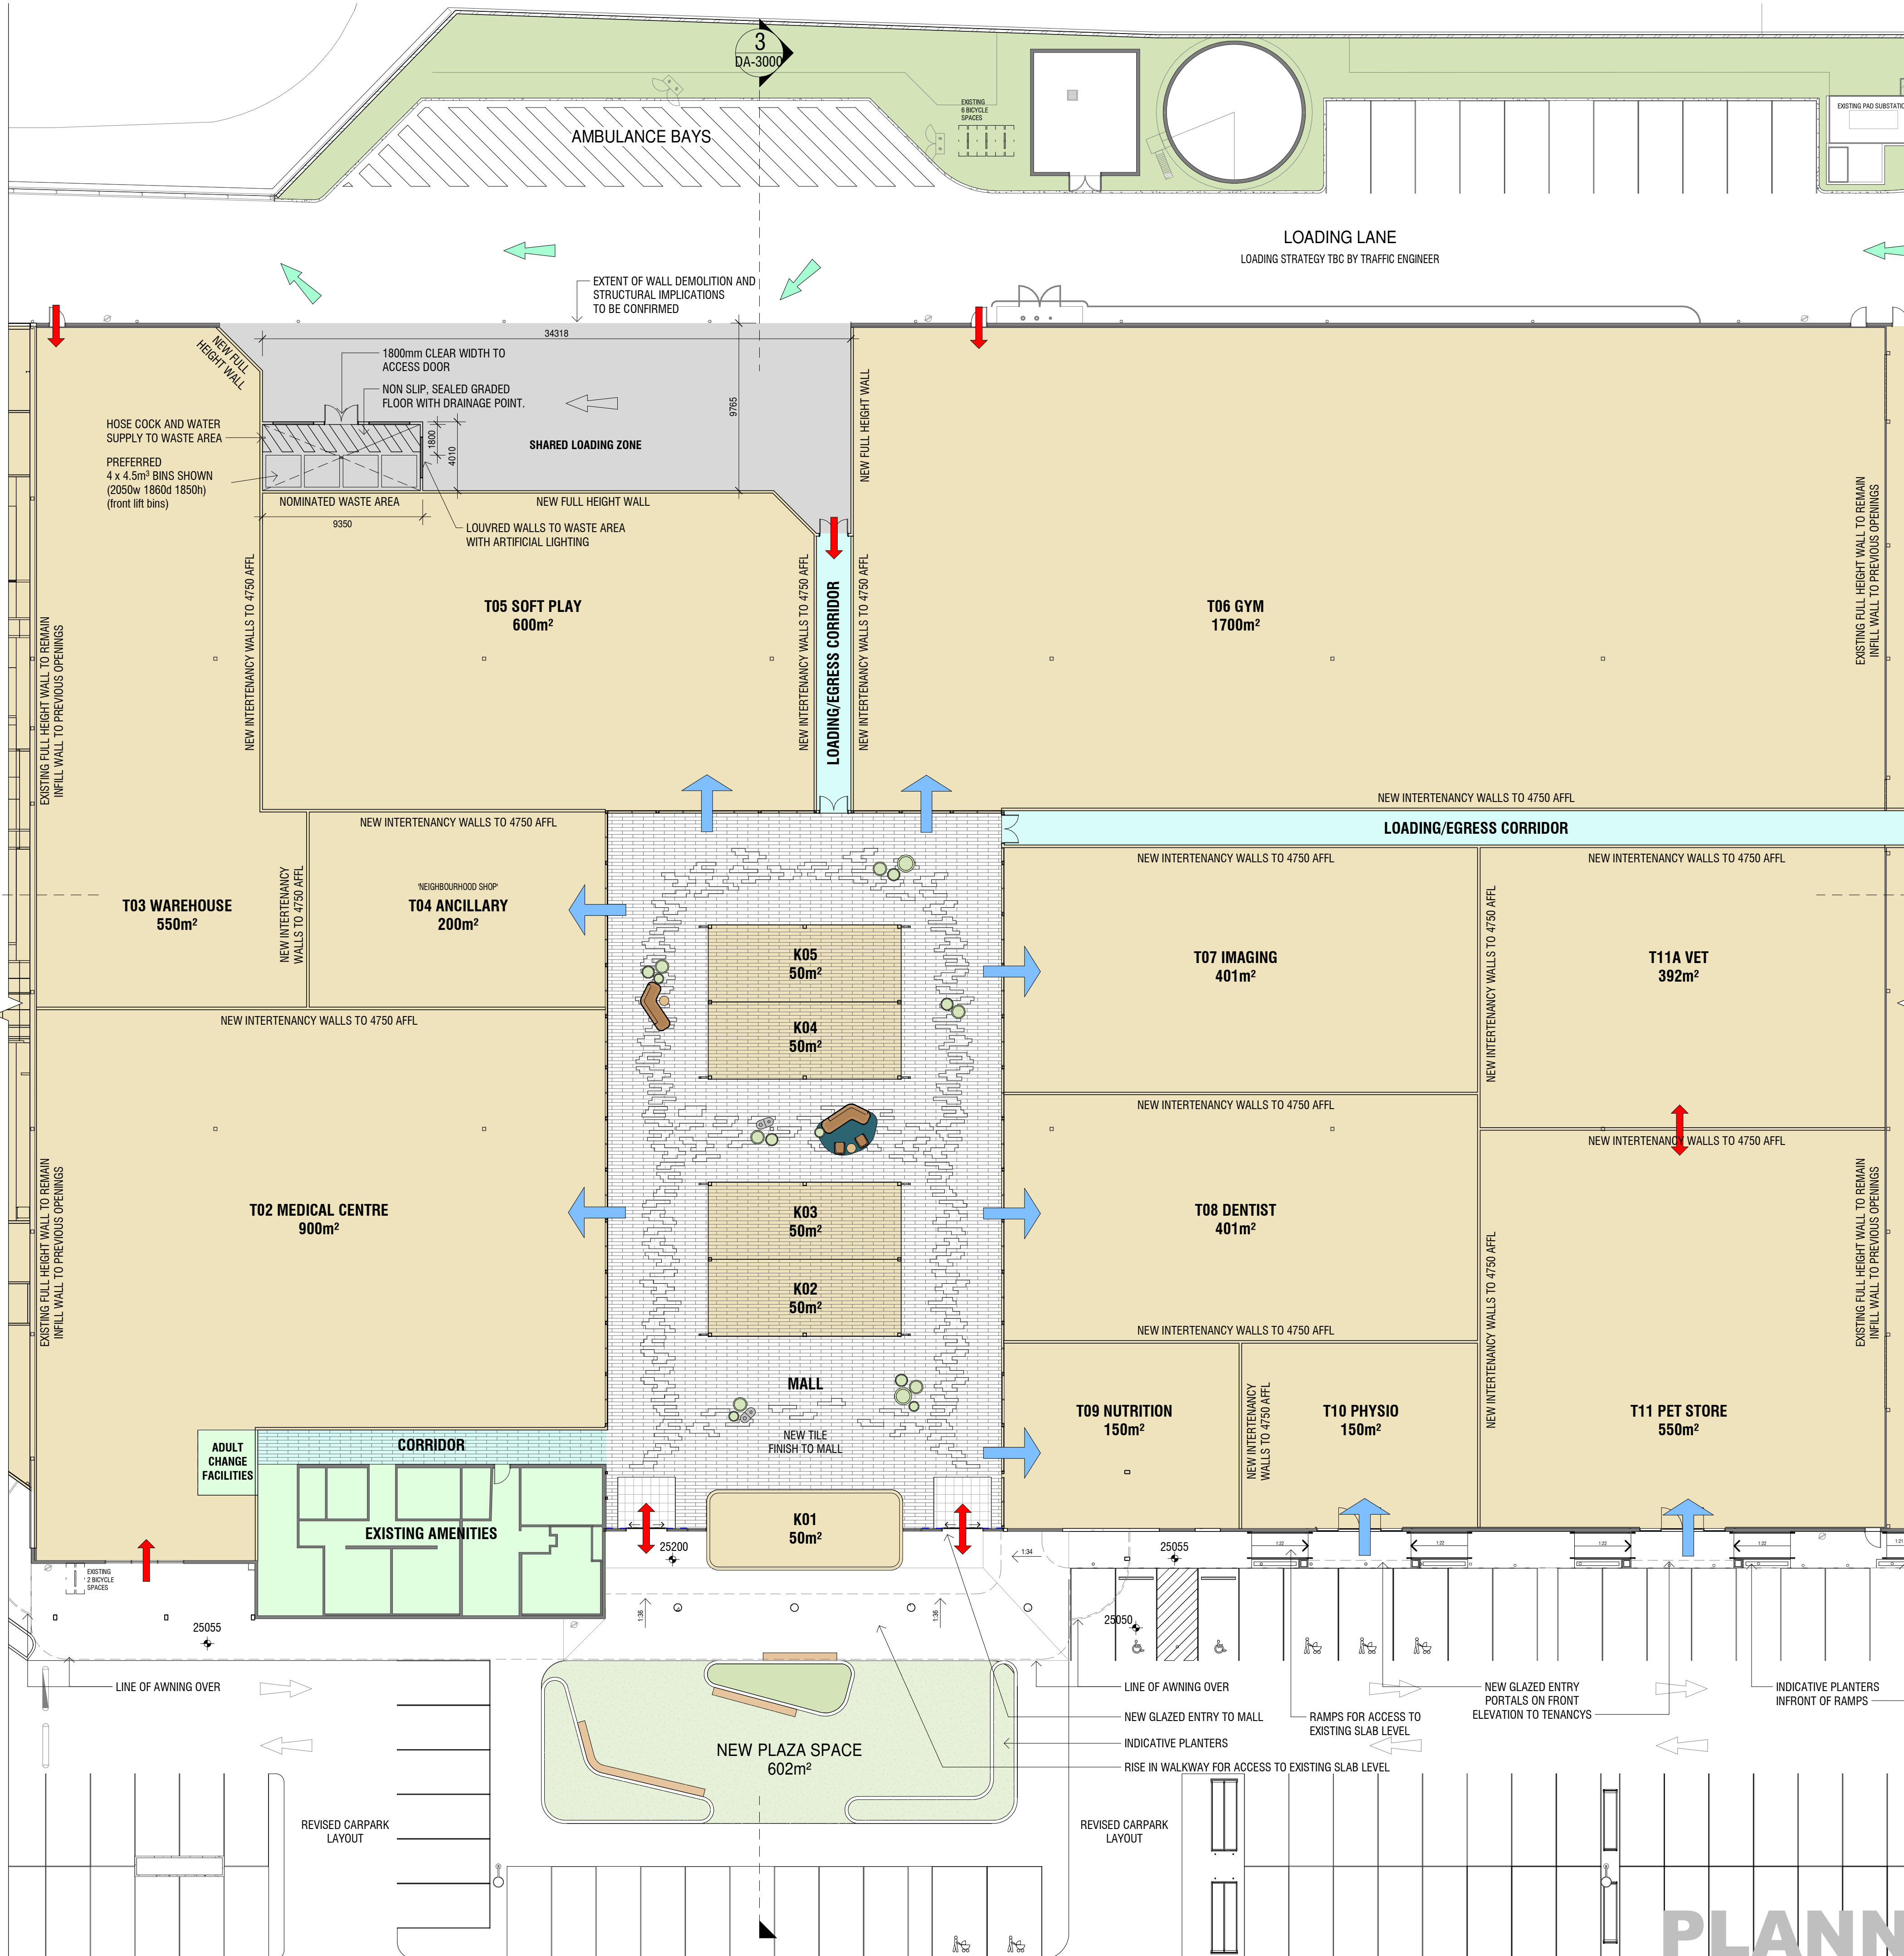 3
DA-3000
EXISTING
6 BICYCLE
SPACES
AMBULANCE BAYS
LOADING LANE
LOADING STRATEGY TBC BY TRAFFIC ENGINEER
EXTENT OF WALL DEMOLITION AND
STRUCTURAL IMPLICATIONS
TO BE CONFIRMED
34318
NEW FULL
HEIGHT WALL
1800mm CLEAR WIDTH TO
ACCESS DOOR
NON SLIP, SEALED GRADED
FLOOR WITH DRAINAGE POINT.
9765
HOSE COCK AND WATER
SUPPLY TO WASTE AREA
1800
4010
SHARED LOADING ZONE
PREFERRED
4 x 4.5m³ BINS SHOWN
(2050w 1860d 1850h)
(front lift bins)
NOMINATED WASTE AREA
NEW FULL HEIGHT WALL
9350
LOUVRED WALLS TO WASTE AREA
WITH ARTIFICIAL LIGHTING
NEW FULL HEIGHT WALL
EXISTING FULL HEIGHT WALL TO REMAIN
INFILL WALL TO PREVIOUS OPENINGS
EXISTING FULL HEIGHT WALL TO REMAIN
INFILL WALL TO PREVIOUS OPENINGS
NEW INTERTENANCY WALLS TO 4750 AFFL
T05 SOFT PLAY
600m²
NEW INTERTENANCY WALLS TO 4750 AFFL
LOADING/EGRESS CORRIDOR
NEW INTERTENANCY WALLS TO 4750 AFFL
T06 GYM
1700m²
NEW INTERTENANCY WALLS TO 4750 AFFL
LOADING/EGRESS CORRIDOR
NEW INTERTENANCY WALLS TO 4750 AFFL
NEW INTERTENANCY WALLS TO 4750 AFFL
NEW INTERTENANCY WALLS TO 4750 AFFL
T03 WAREHOUSE
550m²
NEW INTERTENANCY
WALLS TO 4750 AFFL
'NEIGHBOURHOOD SHOP'
T04 ANCILLARY
200m²
K05
50m²
K04
50m²
T07 IMAGING
401m²
NEW INTERTENANCY WALLS TO 4750 AFFL
T11A VET
392m²
NEW INTERTENANCY WALLS TO 4750 AFFL
NEW INTERTENANCY WALLS TO 4750 AFFL
NEW INTERTENANCY WALLS TO 4750 AFFL
EXISTING FULL HEIGHT WALL TO REMAIN
INFILL WALL TO PREVIOUS OPENINGS
T02 MEDICAL CENTRE
900m²
K03
50m²
K02
50m²
T08 DENTIST
401m²
NEW INTERTENANCY WALLS TO 4750 AFFL
NEW INTERTENANCY WALLS TO 4750 AFFL
EXISTING FULL HEIGHT WALL TO REMAIN
INFILL WALL TO PREVIOUS OPENINGS
MALL
NEW TILE
FINISH TO MALL
T09 NUTRITION
150m²
NEW INTERTENANCY
WALLS TO 4750 AFFL
T10 PHYSIO
150m²
T11 PET STORE
550m²
ADULT
CHANGE
FACILITIES
CORRIDOR
EXISTING AMENITIES
K01
50m²
25200
1:34
25055
1:22
1:22
1:22
1:22
1:21
EXISTING
2 BICYCLE
SPACES
25055
1:36
1:36
25050
LINE OF AWNING OVER
LINE OF AWNING OVER
NEW GLAZED ENTRY TO MALL
INDICATIVE PLANTERS
RISE IN WALKWAY FOR ACCESS TO EXISTING SLAB LEVEL
RAMPS FOR ACCESS TO
EXISTING SLAB LEVEL
NEW GLAZED ENTRY
PORTALS ON FRONT
ELEVATION TO TENANCYS
INDICATIVE PLANTERS
INFRONT OF RAMPS
NEW PLAZA SPACE
602m²
REVISED CARPARK
LAYOUT
REVISED CARPARK
LAYOUT